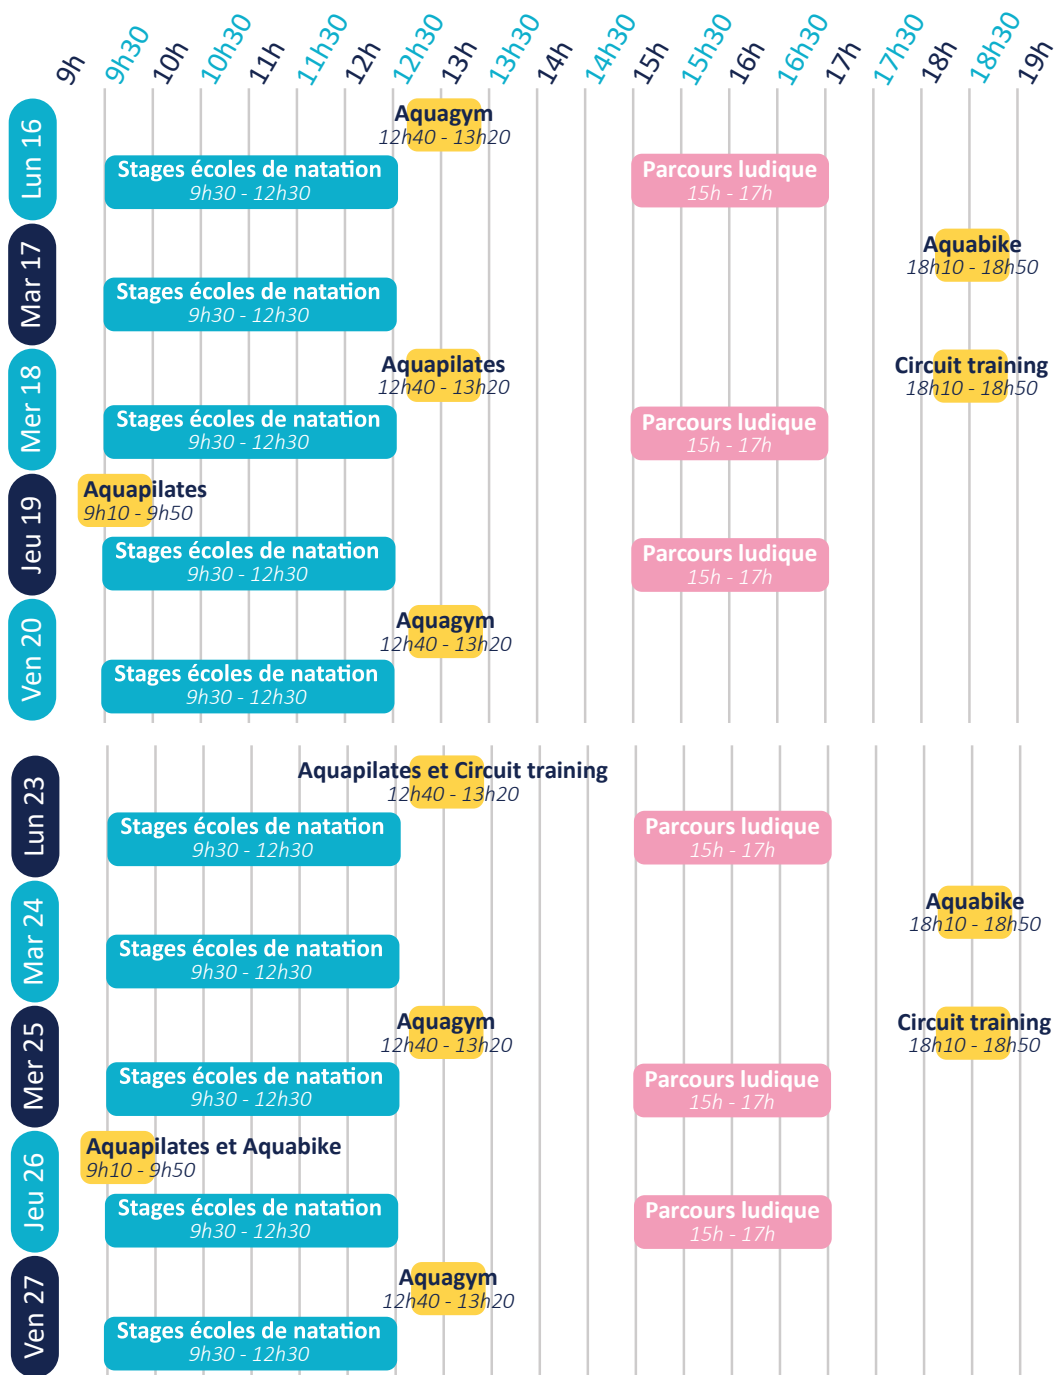 9h
9h30
10h
10h30
11h
11h30
12h
12h30
13h
13h30
14h
14h30
15h
15h30
16h
16h30
17h
17h30
18h
18h30
19h
Lun 16
Aquagym
12h40 - 13h20
Stages écoles de natation
9h30 - 12h30
Parcours ludique
15h - 17h
Mar 17
Aquabike
18h10 - 18h50
Stages écoles de natation
9h30 - 12h30
Mer 18
Aquapilates
12h40 - 13h20
Circuit training
18h10 - 18h50
Stages écoles de natation
9h30 - 12h30
Parcours ludique
15h - 17h
Jeu 19
Aquapilates
9h10 - 9h50
Stages écoles de natation
9h30 - 12h30
Parcours ludique
15h - 17h
Ven 20
Aquagym
12h40 - 13h20
Stages écoles de natation
9h30 - 12h30
Lun 23
Aquapilates et Circuit training
12h40 - 13h20
Stages écoles de natation
9h30 - 12h30
Parcours ludique
15h - 17h
Mar 24
Aquabike
18h10 - 18h50
Stages écoles de natation
9h30 - 12h30
Mer 25
Aquagym
12h40 - 13h20
Circuit training
18h10 - 18h50
Stages écoles de natation
9h30 - 12h30
Parcours ludique
15h - 17h
Jeu 26
Aquapilates et Aquabike
9h10 - 9h50
Stages écoles de natation
9h30 - 12h30
Parcours ludique
15h - 17h
Ven 27
Aquagym
12h40 - 13h20
Stages écoles de natation
9h30 - 12h30